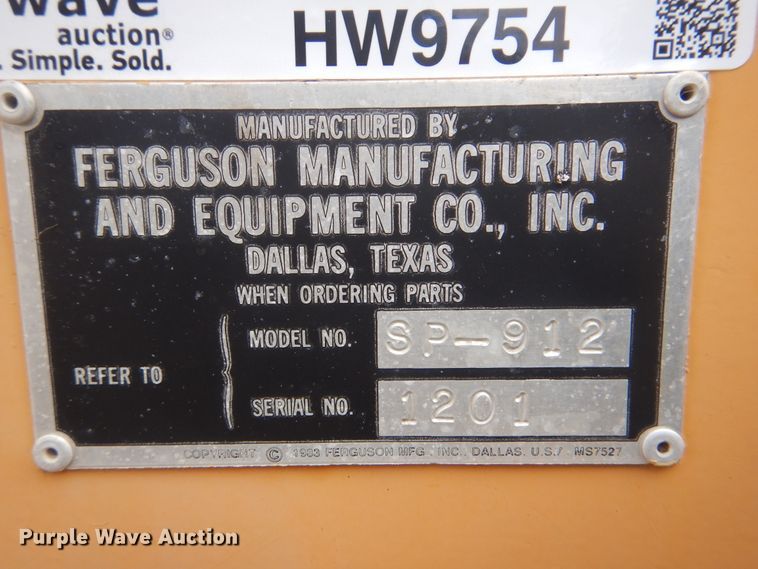 wave
auction®
. Simple. Sold.
HW9754
MANUFACTURED BY
FERGUSON MANUFACTURING
AND EQUIPMENT CO., INC.
DALLAS, TEXAS
WHEN ORDERING PARTS
REFER TO
MODEL NO. SP-912
SERIAL NO. 1201
COPYRIGHT © 1983 FERGUSON MFG. INC. DALLAS, U.S./ MS7527
Purple Wave Auction